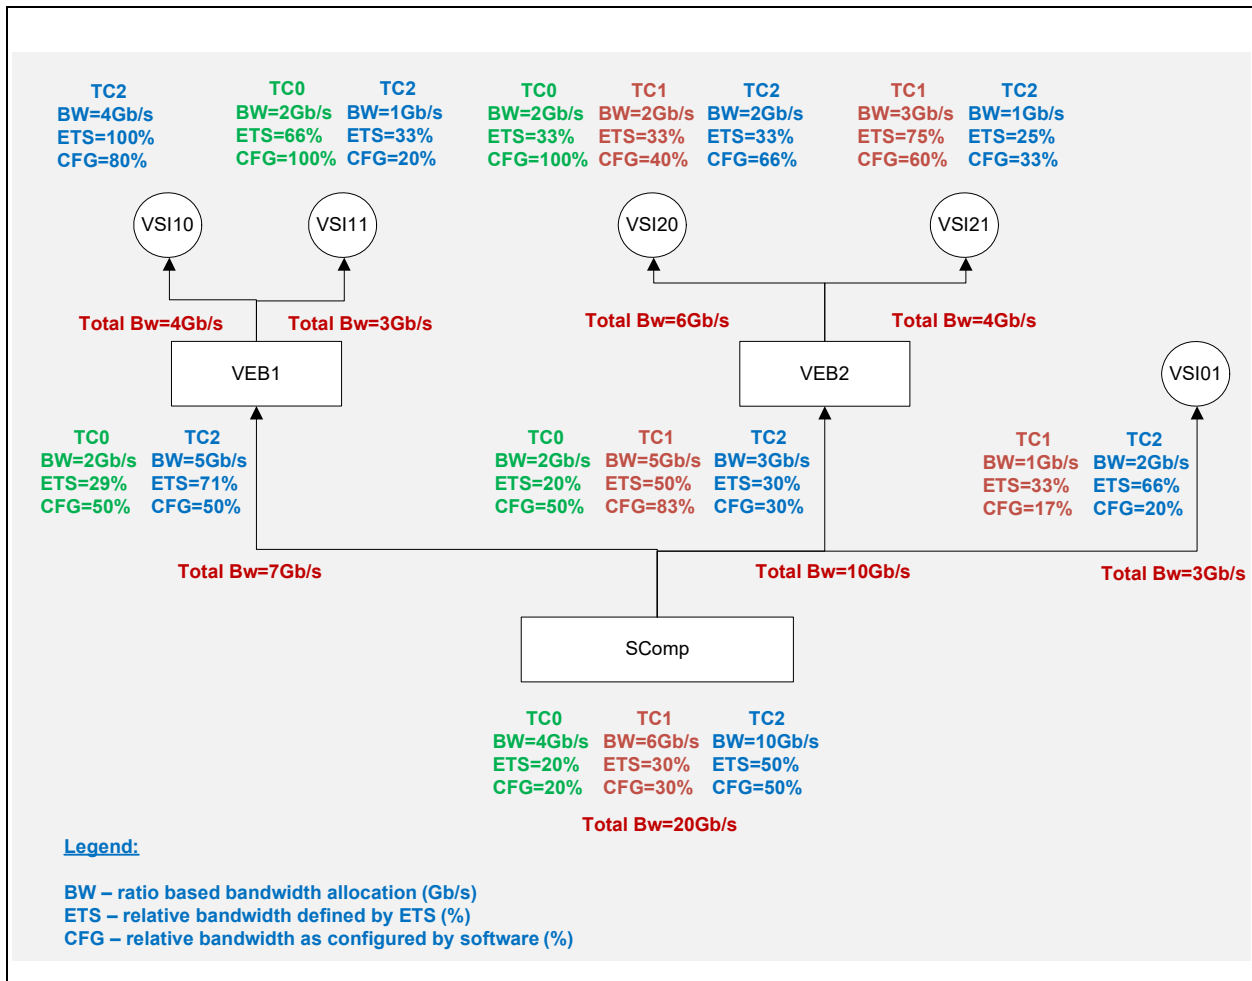 TC2
BW=4Gb/s
ETS=100%
CFG=80%
TC0
BW=2Gb/s
ETS=66%
CFG=100%
TC2
BW=1Gb/s
ETS=33%
CFG=20%
TC0
BW=2Gb/s
ETS=33%
CFG=100%
TC1
BW=2Gb/s
ETS=33%
CFG=40%
TC2
BW=2Gb/s
ETS=33%
CFG=66%
TC1
BW=3Gb/s
ETS=75%
CFG=60%
TC2
BW=1Gb/s
ETS=25%
CFG=33%
VSI10
VSI11
VSI20
VSI21
Total Bw=4Gb/s
Total Bw=3Gb/s
Total Bw=6Gb/s
Total Bw=4Gb/s
VEB1
VEB2
VSI01
TC0
BW=2Gb/s
ETS=29%
CFG=50%
TC2
BW=5Gb/s
ETS=71%
CFG=50%
TC0
BW=2Gb/s
ETS=20%
CFG=50%
TC1
BW=5Gb/s
ETS=50%
CFG=83%
TC2
BW=3Gb/s
ETS=30%
CFG=30%
TC1
BW=1Gb/s
ETS=33%
CFG=17%
TC2
BW=2Gb/s
ETS=66%
CFG=20%
Total Bw=7Gb/s
Total Bw=10Gb/s
Total Bw=3Gb/s
SComp
TC0
BW=4Gb/s
ETS=20%
CFG=20%
TC1
BW=6Gb/s
ETS=30%
CFG=30%
TC2
BW=10Gb/s
ETS=50%
CFG=50%
Total Bw=20Gb/s
Legend:
BW – ratio based bandwidth allocation (Gb/s)
ETS – relative bandwidth defined by ETS (%)
CFG – relative bandwidth as configured by software (%)